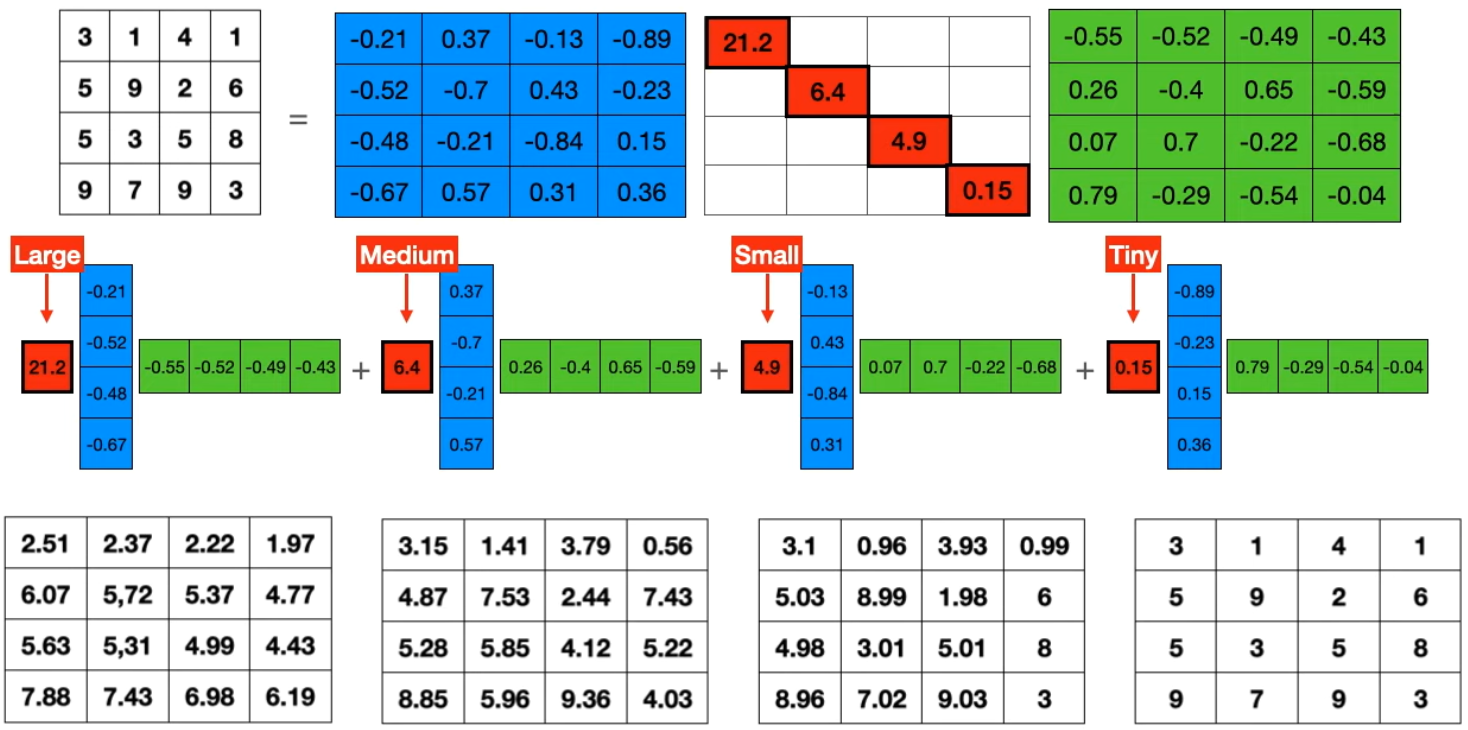 3 1 4 1 -0.21 0.37 -0.13 -0.89 21.2 -0.55 -0.52 -0.49 -0.43
5 9 2 6 -0.52 -0.7 0.43 -0.23 6.4 0.26 -0.4 0.65 -0.59
=
5 3 5 8 -0.48 -0.21 -0.84 0.15 4.9 0.07 0.7 -0.22 -0.68
9 7 9 3 -0.67 0.57 0.31 0.36 0.15 0.79 -0.29 -0.54 -0.04
Large Medium Small Tiny
-0.21 0.37 -0.13 -0.89
-0.52 -0.7 0.43 -0.23
21.2 -0.55 -0.52 -0.49 -0.43 + 6.4 0.26 -0.4 0.65 -0.59 + 4.9 0.07 0.7 -0.22 -0.68 + 0.15 0.79 -0.29 -0.54 -0.04
-0.48 -0.21 -0.84 0.15
-0.67 0.57 0.31 0.36
2.51 2.37 2.22 1.97 3.15 1.41 3.79 0.56 3.1 0.96 3.93 0.99 3 1 4 1
6.07 5,72 5.37 4.77 4.87 7.53 2.44 7.43 5.03 8.99 1.98 6 5 9 2 6
5.63 5,31 4.99 4.43 5.28 5.85 4.12 5.22 4.98 3.01 5.01 8 5 3 5 8
7.88 7.43 6.98 6.19 8.85 5.96 9.36 4.03 8.96 7.02 9.03 3 9 7 9 3